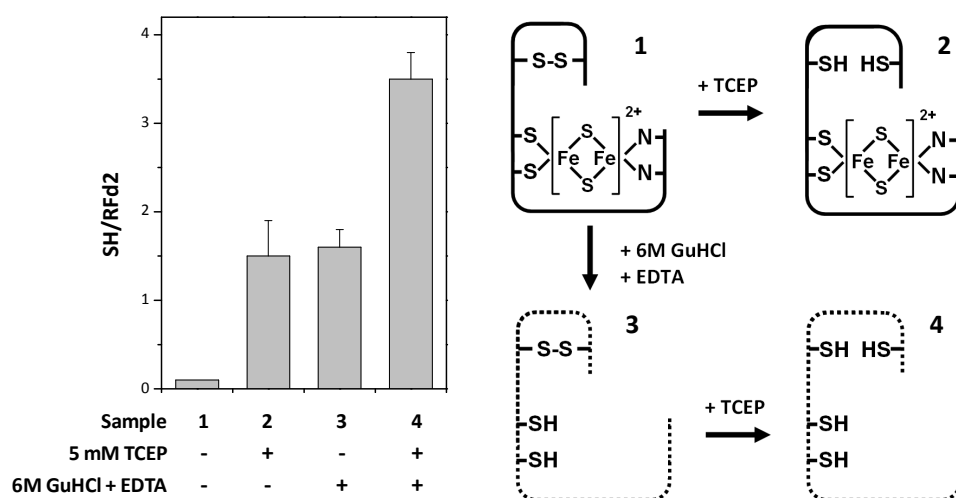 SH/RFd2
4
3
2
1
0
Sample 1 2 3 4
5 mM TCEP - + - +
6M GuHCl + EDTA - - + +
1
S-S
S S [Fe S S Fe] 2+ N N
+ TCEP
2
SH HS
S S [Fe S S Fe] 2+ N N
+ 6M GuHCl
+ EDTA
3
S-S
SH
SH
+ TCEP
4
SH HS
SH
SH